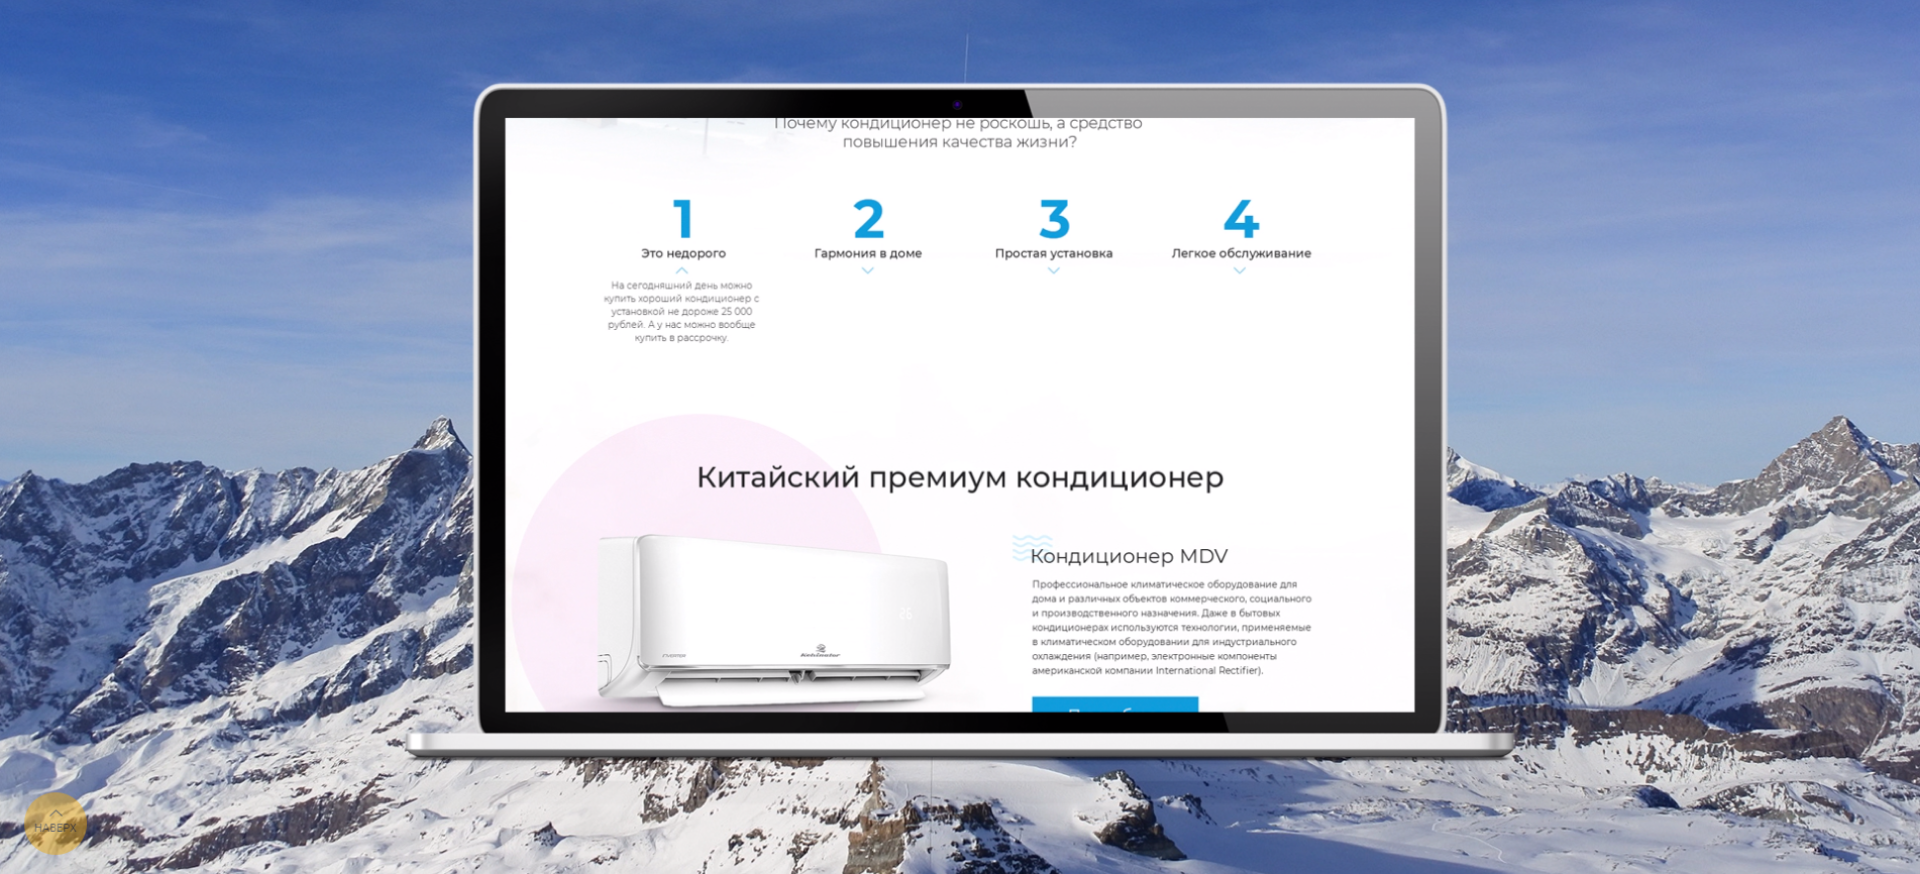 Почему кондиционер не роскошь, а средство
повышения качества жизни?
1
2
3
4
Это недорого
Гармония в доме
Простая установка
Легкое обслуживание
На сегодняшний день можно
купить хороший кондиционер с
установкой не дороже 25 000
рублей. А у нас можно вообще
купить в рассрочку.
Китайский премиум кондиционер
Кондиционер MDV
Профессиональное климатическое оборудование для
дома и различных объектов коммерческого, социального
и производственного назначения. Даже в бытовых
кондиционерах используются технологии, применяемые
в климатическом оборудовании для индустриального
охлаждения (например, электронные компоненты
американской компании International Rectifier).
26
НАВЕРХ